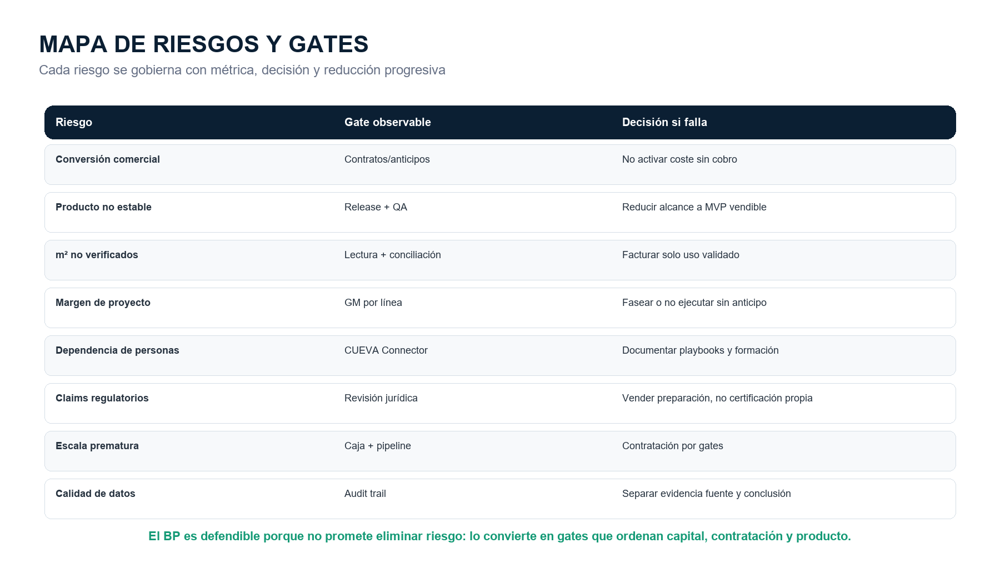 MAPA DE RIESGOS Y GATES
Cada riesgo se gobierna con métrica, decisión y reducción progresiva
Riesgo Gate observable Decisión si falla
Conversión comercial Contratos/anticipos No activar coste sin cobro
Producto no estable Release + QA Reducir alcance a MVP vendible
m² no verificados Lectura + conciliación Facturar solo uso validado
Margen de proyecto GM por línea Fasear o no ejecutar sin anticipo
Dependencia de personas CUEVA Connector Documentar playbooks y formación
Claims regulatorios Revisión jurídica Vender preparación, no certificación propia
Escala prematura Caja + pipeline Contratación por gates
Calidad de datos Audit trail Separar evidencia fuente y conclusión
El BP es defendible porque no promete eliminar riesgo: lo convierte en gates que ordenan capital, contratación y producto.